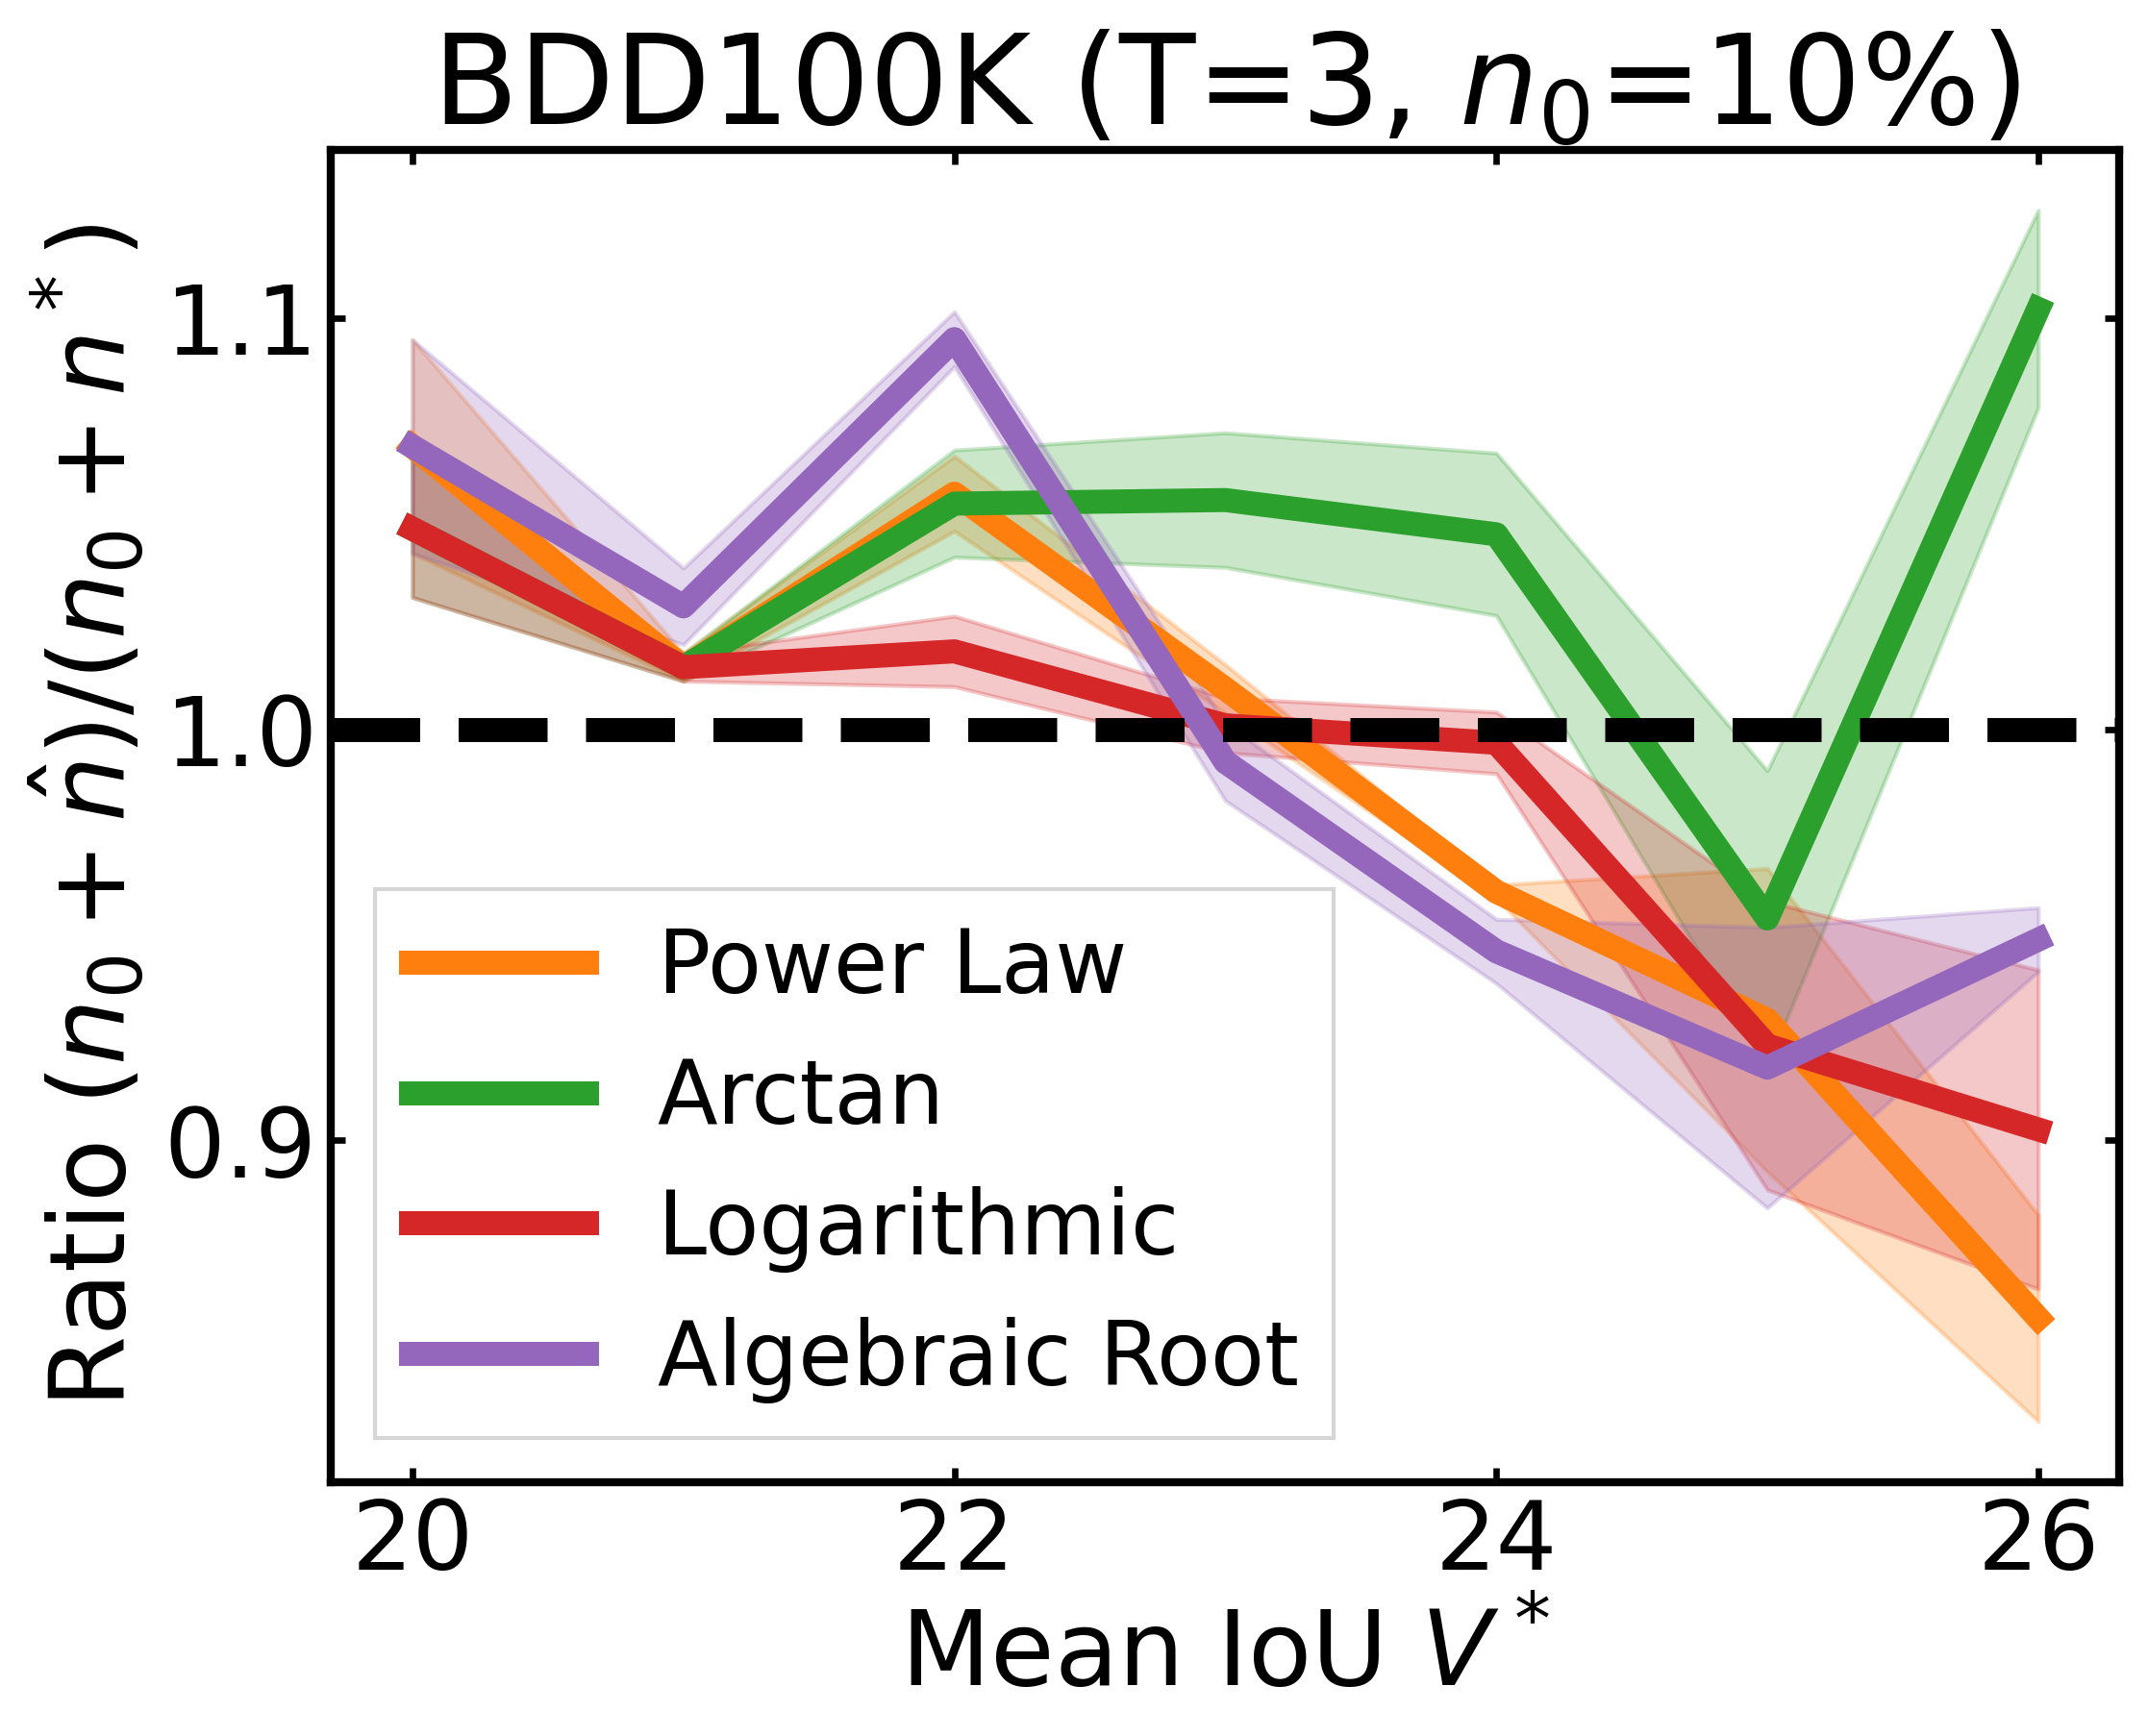 BDD100K (T=3, n₀=10%)
Ratio (n₀ + n̂)/(n₀ + n*)
1.1
1.0
0.9
Power Law
Arctan
Logarithmic
Algebraic Root
20 22 24 26
Mean IoU V*